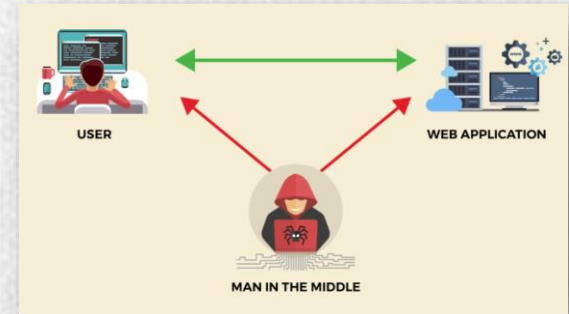 USER
WEB APPLICATION
MAN IN THE MIDDLE